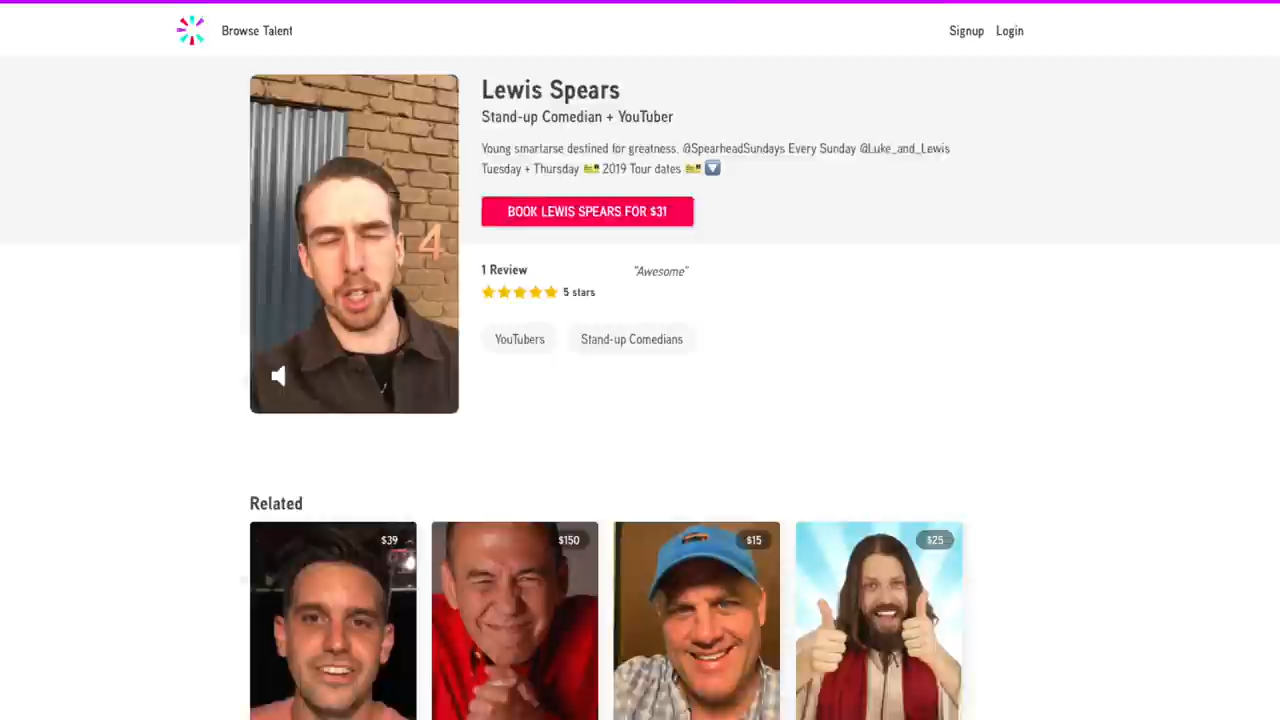 Browse Talent
Signup Login
Lewis Spears
Stand-up Comedian + YouTuber
Young smartarse destined for greatness. @SpearheadSundays Every Sunday @Luke_and_Lewis
Tuesday + Thursday 🎫 2019 Tour dates 🎫 🔽
BOOK LEWIS SPEARS FOR $31
1 Review
"Awesome"
5 stars
YouTubers
Stand-up Comedians
4
Related
$39
$150
$15
$25